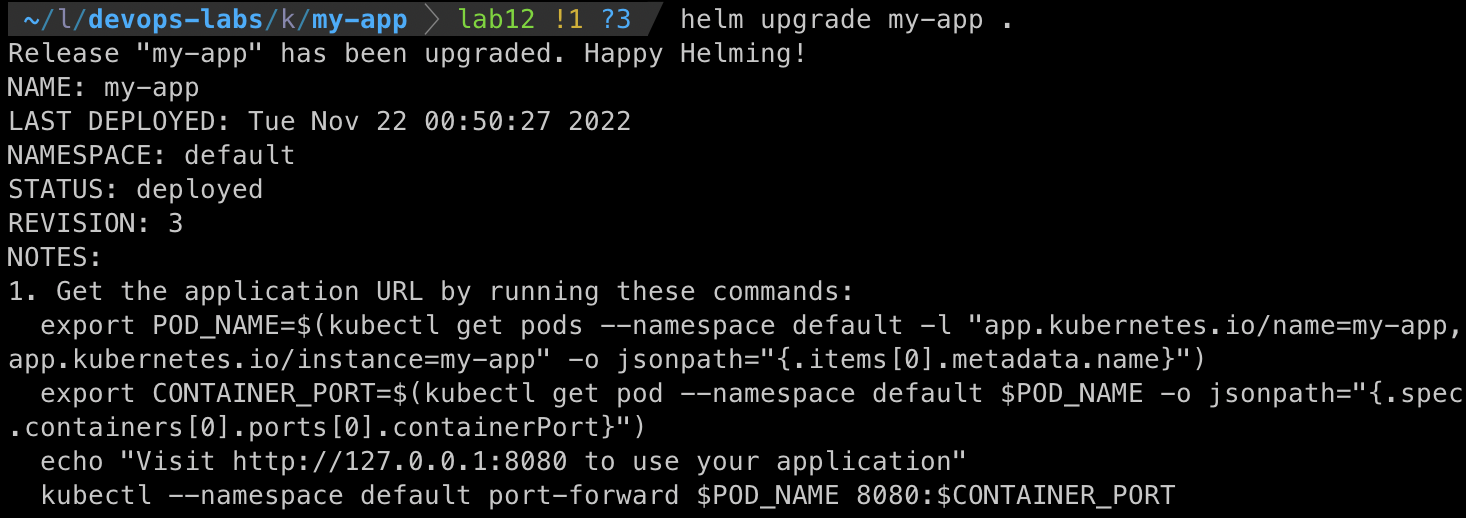 ~/l/devops-labs/k/my-app lab12 !1 ?3 helm upgrade my-app .
Release "my-app" has been upgraded. Happy Helming!
NAME: my-app
LAST DEPLOYED: Tue Nov 22 00:50:27 2022
NAMESPACE: default
STATUS: deployed
REVISION: 3
NOTES:
1. Get the application URL by running these commands:
  export POD_NAME=$(kubectl get pods --namespace default -l "app.kubernetes.io/name=my-app,
app.kubernetes.io/instance=my-app" -o jsonpath="{.items[0].metadata.name}")
  export CONTAINER_PORT=$(kubectl get pod --namespace default $POD_NAME -o jsonpath="{.spec
.containers[0].ports[0].containerPort}")
  echo "Visit http://127.0.0.1:8080 to use your application"
  kubectl --namespace default port-forward $POD_NAME 8080:$CONTAINER_PORT